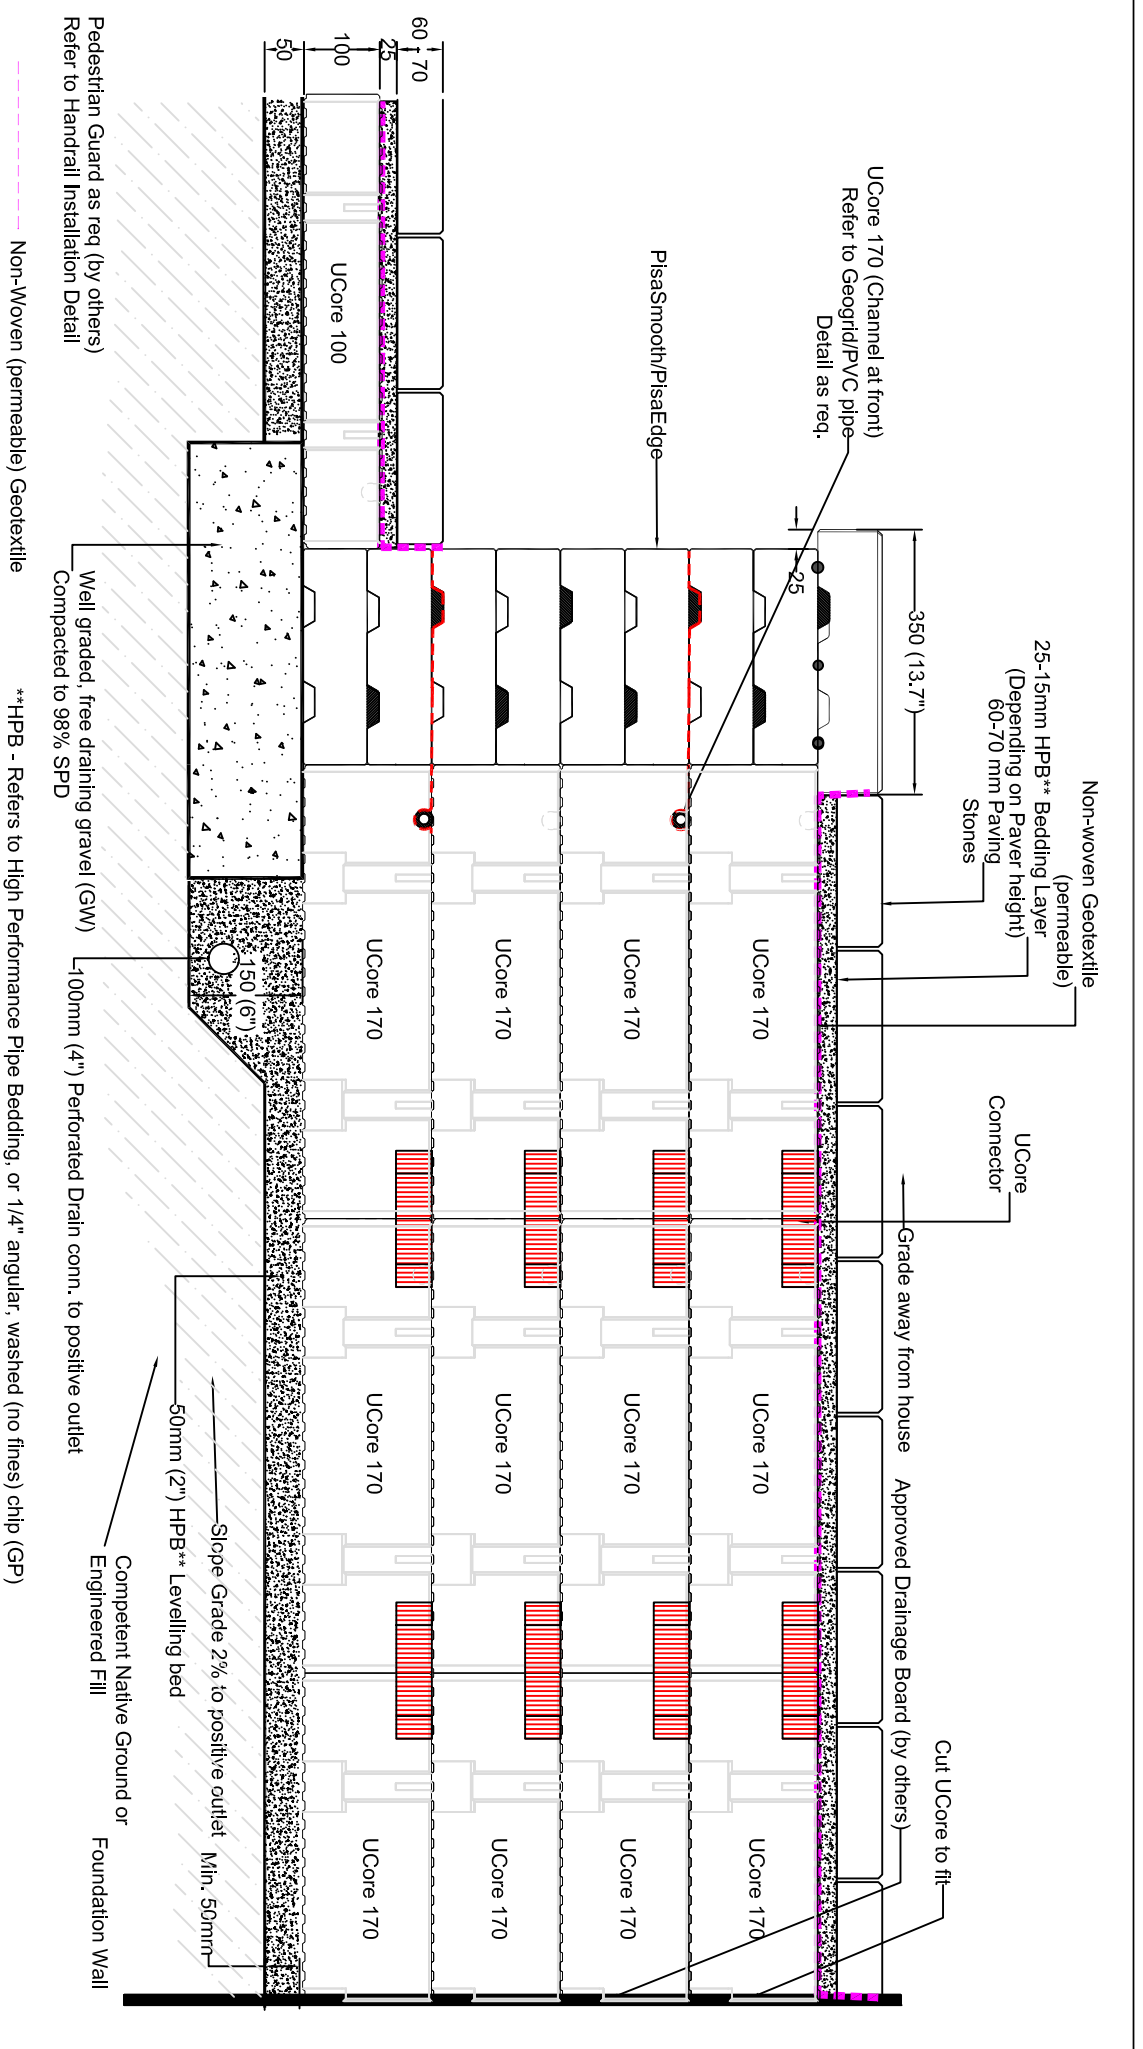 Non-woven Geotextile
(permeable)
25-15mm HPB** Bedding Layer
(Depending on Paver height)
60-70 mm Paving
Stones
UCore
Connector
Cut UCore to fit
350 (13.7")
Grade away from house
Approved Drainage Board (by others)
UCore 170 (Channel at front)
Refer to Geogrid/PVC pipe
Detail as req.
25
PisaSmooth/PisaEdge
UCore 170
UCore 170
UCore 170
UCore 170
UCore 170
UCore 170
UCore 170
UCore 170
UCore 170
UCore 170
UCore 170
UCore 170
60 - 70
25
100
50
UCore 100
150 (6")
Pedestrian Guard as req (by others)
Refer to Handrail Installation Detail
Well graded, free draining gravel (GW)
Compacted to 98% SPD
100mm (4") Perforated Drain conn. to positive outlet
50mm (2") HPB** Levelling bed
Slope Grade 2% to positive outlet
Min. 50mm
Competent Native Ground or
Engineered Fill
Foundation Wall
Non-Woven (permeable) Geotextile
**HPB - Refers to High Performance Pipe Bedding, or 1/4" angular, washed (no fines) chip (GP)